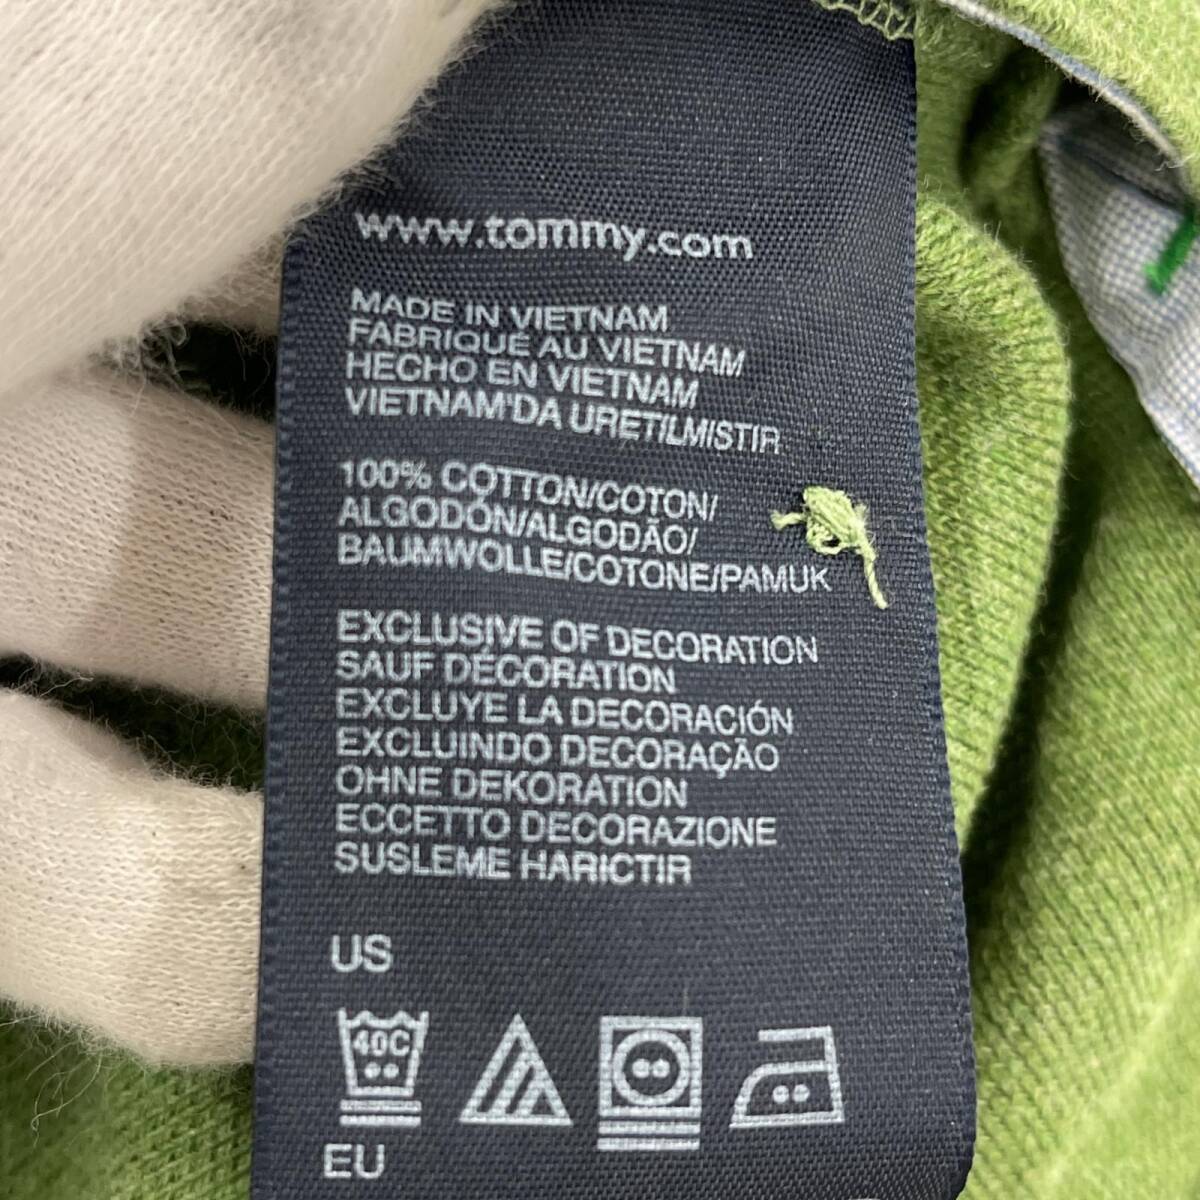 www.tommy.com
MADE IN VIETNAM
FABRIQUÉ AU VIETNAM
HECHO EN VIETNAM
VIETNAM'DA URETILMISTIR
100% COTTON/COTON/
ALGODÓN/ALGODÃO/
BAUMWOLLE/COTONE/PAMUK
EXCLUSIVE OF DECORATION
SAUF DÉCORATION
EXCLUYE LA DECORACIÓN
EXCLUINDO DECORAÇÃO
OHNE DEKORATION
ECCETTO DECORAZIONE
SUSLEME HARICTIR
US
40C
EU